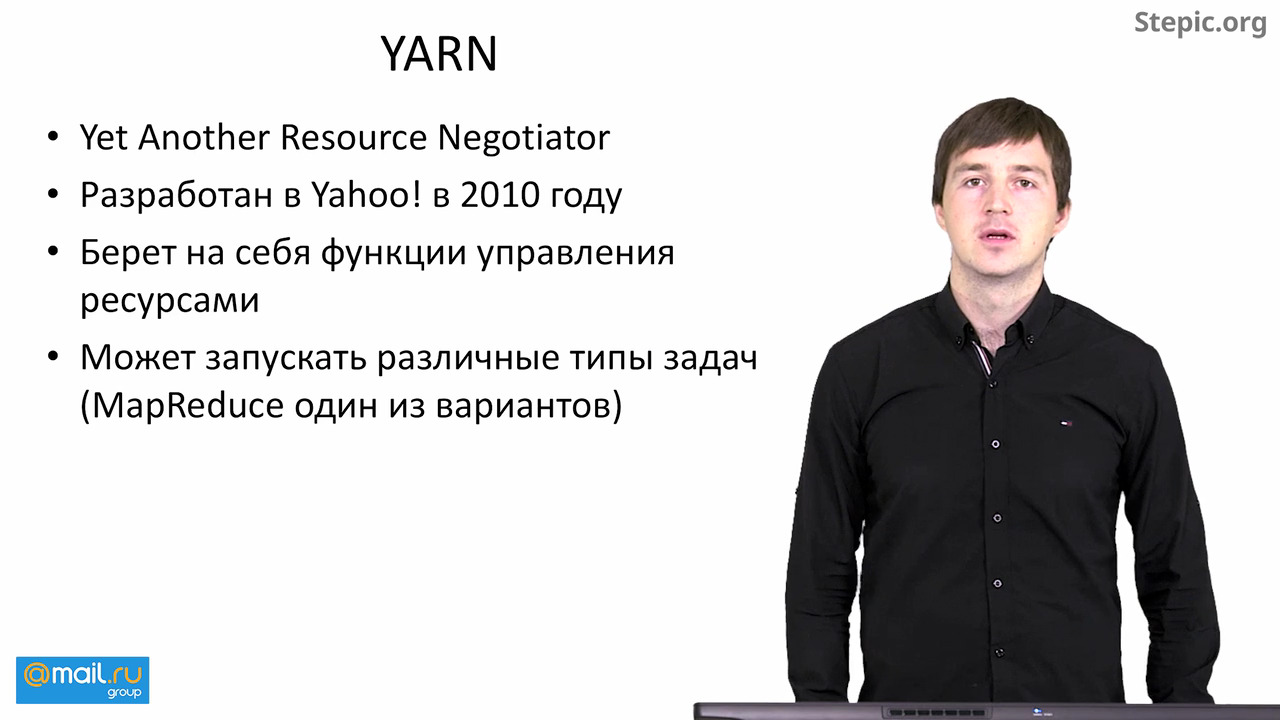 Stepic.org
YARN
• Yet Another Resource Negotiator
• Разработан в Yahoo! в 2010 году
• Берет на себя функции управления
ресурсами
• Может запускать различные типы задач
(MapReduce один из вариантов)
@mail.ru
group